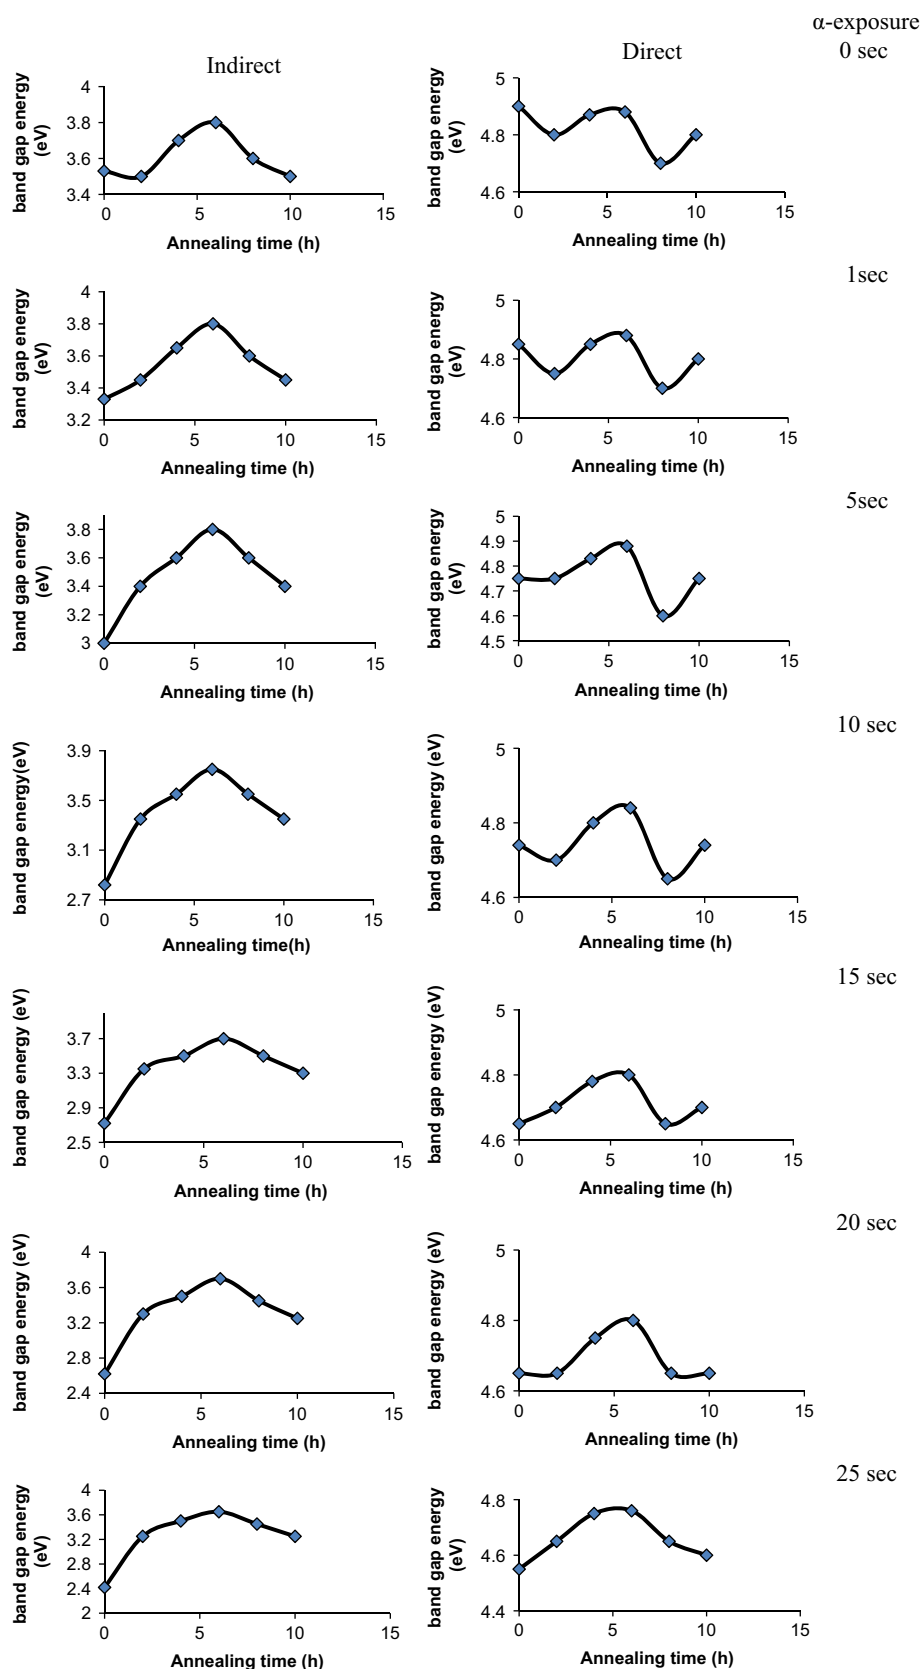 α-exposure
Indirect
Direct
0 sec
band gap energy
(eV)
4
3.8
3.6
3.4
0
5
10
15
Annealing time (h)
band gap energy
(eV)
5
4.8
4.6
0
5
10
15
Annealing time (h)
1sec
band gap energy
(eV)
4
3.8
3.6
3.4
3.2
0
5
10
15
Annealing time (h)
band gap energy
(eV)
5
4.8
4.6
0
5
10
15
Annealing time (h)
5sec
band gap energy
(eV)
3.8
3.6
3.4
3.2
3
0
5
10
15
Annealing time (h)
band gap energy
(eV)
5
4.9
4.8
4.7
4.6
4.5
0
5
10
15
Annealing time (h)
10 sec
band gap energy(eV)
3.9
3.5
3.1
2.7
0
5
10
15
Annealing time(h)
band gap energy (eV)
5
4.8
4.6
0
5
10
15
Annealing time (h)
15 sec
band gap energy (eV)
3.7
3.3
2.9
2.5
0
5
10
15
Annealing time (h)
band gap energy (eV)
5
4.8
4.6
0
5
10
15
Annealing time (h)
20 sec
band gap energy (eV)
4
3.6
3.2
2.8
2.4
0
5
10
15
Annealing time (h)
band gap energy (eV)
5
4.8
4.6
0
5
10
15
Annealing time (h)
25 sec
band gap energy
(eV)
4
3.6
3.2
2.8
2.4
2
0
5
10
15
Annealing time (h)
band gap energy
(eV)
4.8
4.6
4.4
0
5
10
15
Annealing time (h)